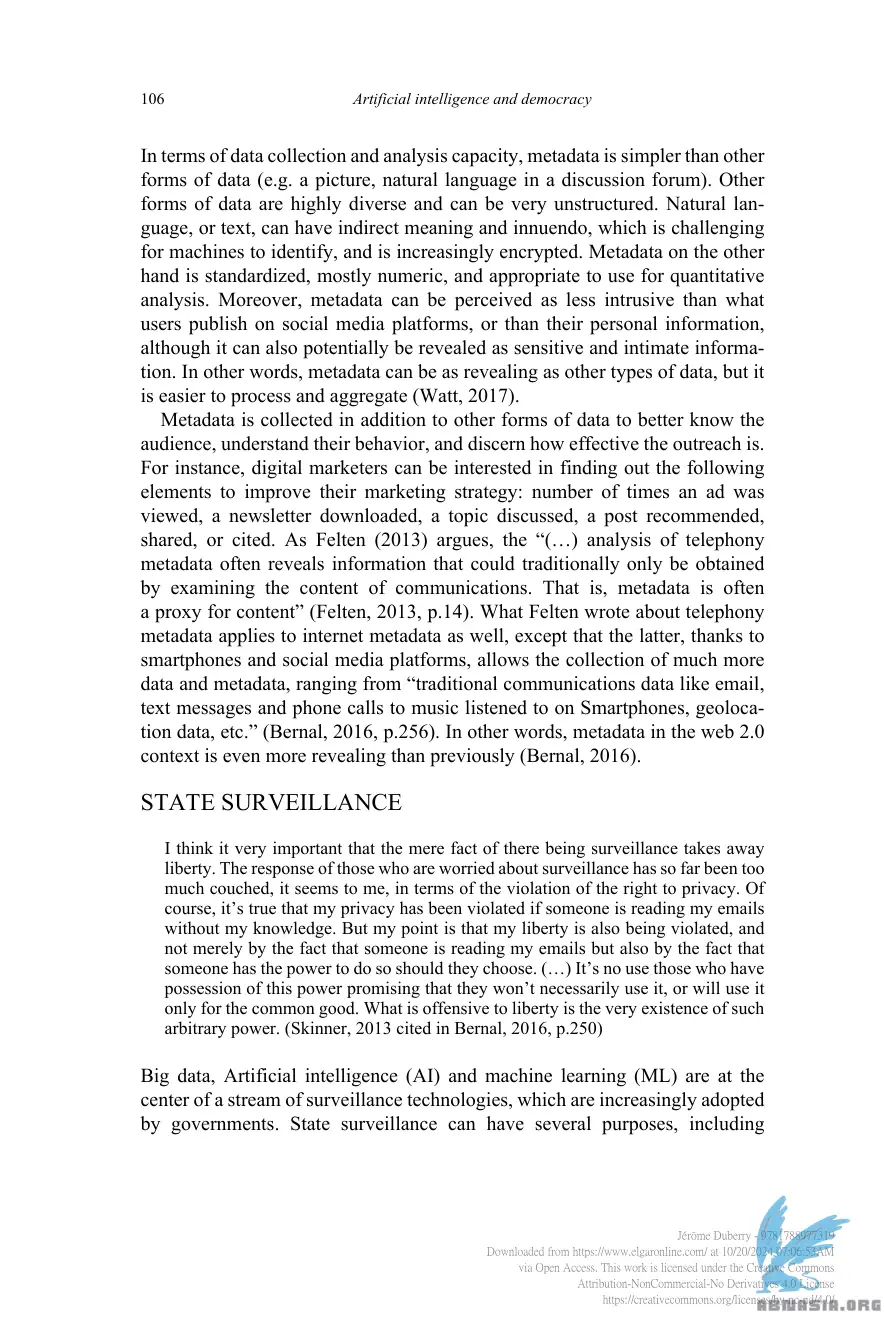 106
Artificial intelligence and democracy
In terms of data collection and analysis capacity, metadata is simpler than other
forms of data (e.g. a picture, natural language in a discussion forum). Other
forms of data are highly diverse and can be very unstructured. Natural lan-
guage, or text, can have indirect meaning and innuendo, which is challenging
for machines to identify, and is increasingly encrypted. Metadata on the other
hand is standardized, mostly numeric, and appropriate to use for quantitative
analysis. Moreover, metadata can be perceived as less intrusive than what
users publish on social media platforms, or than their personal information,
although it can also potentially be revealed as sensitive and intimate informa-
tion. In other words, metadata can be as revealing as other types of data, but it
is easier to process and aggregate (Watt, 2017).
Metadata is collected in addition to other forms of data to better know the
audience, understand their behavior, and discern how effective the outreach is.
For instance, digital marketers can be interested in finding out the following
elements to improve their marketing strategy: number of times an ad was
viewed, a newsletter downloaded, a topic discussed, a post recommended,
shared, or cited. As Felten (2013) argues, the “(…) analysis of telephony
metadata often reveals information that could traditionally only be obtained
by examining the content of communications. That is, metadata is often
a proxy for content” (Felten, 2013, p.14). What Felten wrote about telephony
metadata applies to internet metadata as well, except that the latter, thanks to
smartphones and social media platforms, allows the collection of much more
data and metadata, ranging from “traditional communications data like email,
text messages and phone calls to music listened to on Smartphones, geoloca-
tion data, etc.” (Bernal, 2016, p.256). In other words, metadata in the web 2.0
context is even more revealing than previously (Bernal, 2016).
STATE SURVEILLANCE
I think it very important that the mere fact of there being surveillance takes away
liberty. The response of those who are worried about surveillance has so far been too
much couched, it seems to me, in terms of the violation of the right to privacy. Of
course, it’s true that my privacy has been violated if someone is reading my emails
without my knowledge. But my point is that my liberty is also being violated, and
not merely by the fact that someone is reading my emails but also by the fact that
someone has the power to do so should they choose. (…) It’s no use those who have
possession of this power promising that they won’t necessarily use it, or will use it
only for the common good. What is offensive to liberty is the very existence of such
arbitrary power. (Skinner, 2013 cited in Bernal, 2016, p.250)
Big data, Artificial intelligence (AI) and machine learning (ML) are at the
center of a stream of surveillance technologies, which are increasingly adopted
by governments. State surveillance can have several purposes, including
Jérôme Duberry - 9781788977319
Downloaded from https://www.elgaronline.com/ at 10/20/2024 07:06:53AM
via Open Access. This work is licensed under the Creative Commons
Attribution-NonCommercial-No Derivatives 4.0 License
https://creativecommons.org/licenses/by-nc-nd/4.0/
ABTNASIA.ORG